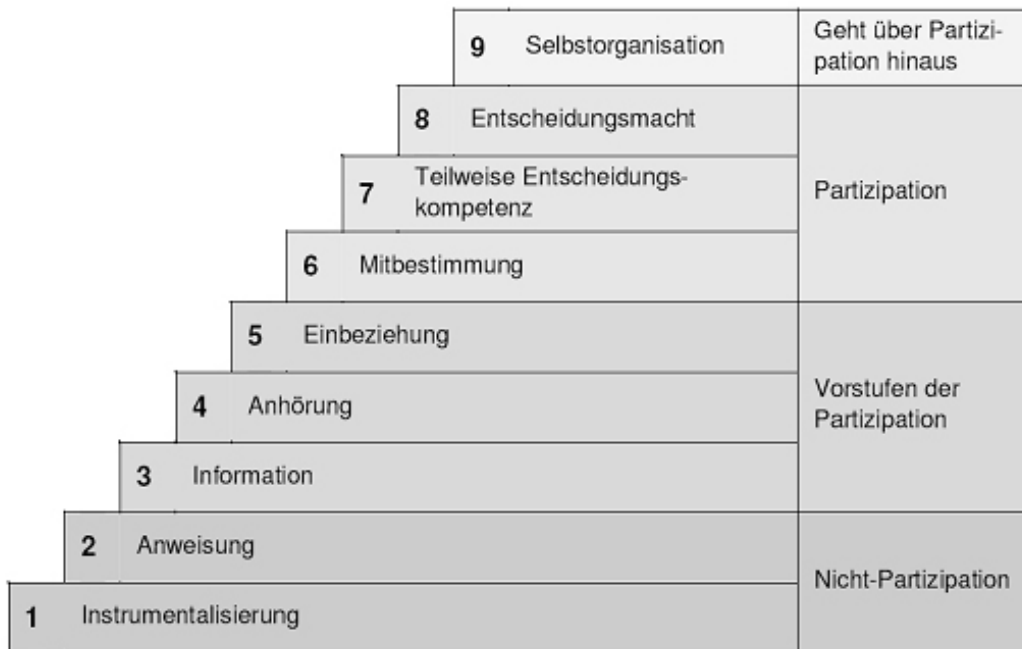 9 Selbstorganisation
Geht über Partizi-
pation hinaus
8 Entscheidungsmacht
7 Teilweise Entscheidungs-
kompetenz
Partizipation
6 Mitbestimmung
5 Einbeziehung
4 Anhörung
Vorstufen der
Partizipation
3 Information
2 Anweisung
Nicht-Partizipation
1 Instrumentalisierung